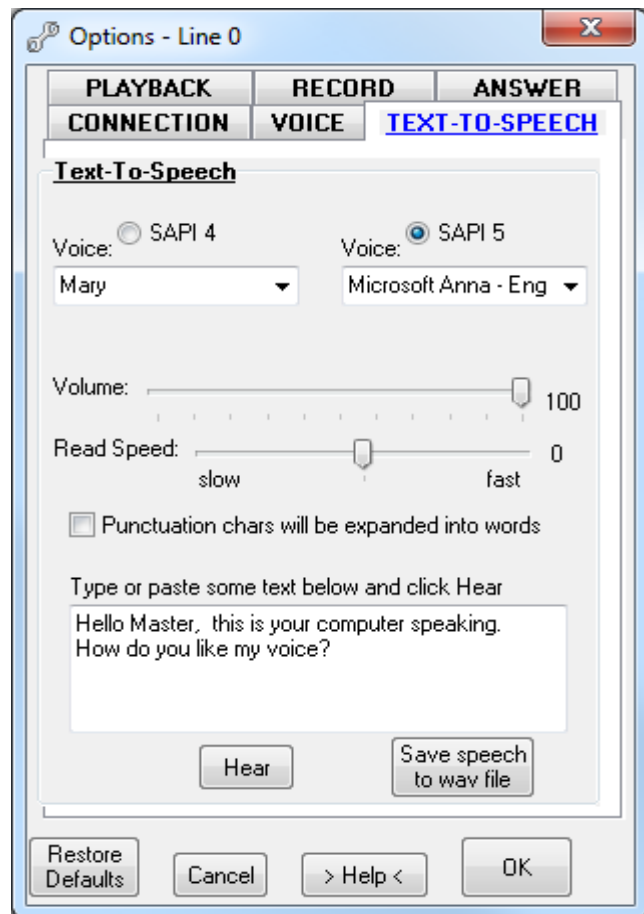 Options - Line 0
PLAYBACK RECORD ANSWER
CONNECTION VOICE TEXT-TO-SPEECH
Text-To-Speech
SAPI 4 SAPI 5
Voice: Voice:
Mary Microsoft Anna - Eng
Volume: 100
Read Speed: 0
slow fast
Punctuation chars will be expanded into words
Type or paste some text below and click Hear
Hello Master,  this is your computer speaking.
How do you like my voice?
Hear
Save speech
to wav file
Restore
Defaults
Cancel
> Help <
OK